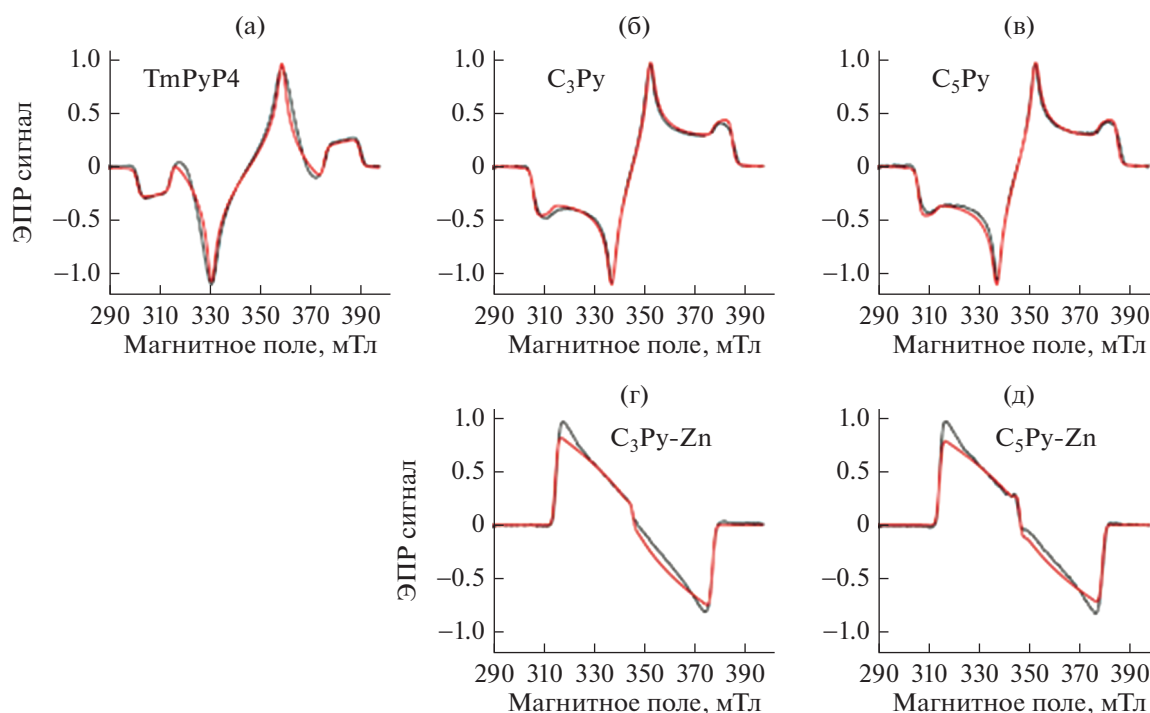 (а)
ЭПР сигнал
1.0
0.5
0
–0.5
–1.0
TmPyP4
290 310 330 350 370 390
Магнитное поле, мТл
(б)
1.0
0.5
0
–0.5
–1.0
C₃Py
290 310 330 350 370 390
Магнитное поле, мТл
(в)
1.0
0.5
0
–0.5
–1.0
C₅Py
290 310 330 350 370 390
Магнитное поле, мТл
(г)
ЭПР сигнал
1.0
0.5
0
–0.5
–1.0
C₃Py-Zn
290 310 330 350 370 390
Магнитное поле, мТл
(д)
1.0
0.5
0
–0.5
–1.0
C₅Py-Zn
290 310 330 350 370 390
Магнитное поле, мТл